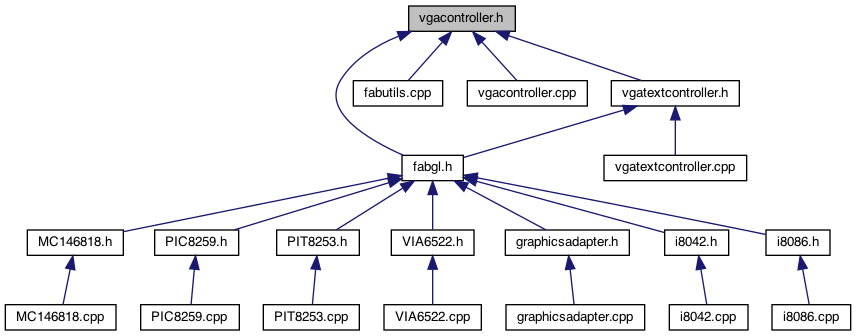 vgacontroller.h
fabutils.cpp
vgacontroller.cpp
vgatextcontroller.h
fabgl.h
vgatextcontroller.cpp
MC146818.h
PIC8259.h
PIT8253.h
VIA6522.h
graphicsadapter.h
i8042.h
i8086.h
MC146818.cpp
PIC8259.cpp
PIT8253.cpp
VIA6522.cpp
graphicsadapter.cpp
i8042.cpp
i8086.cpp